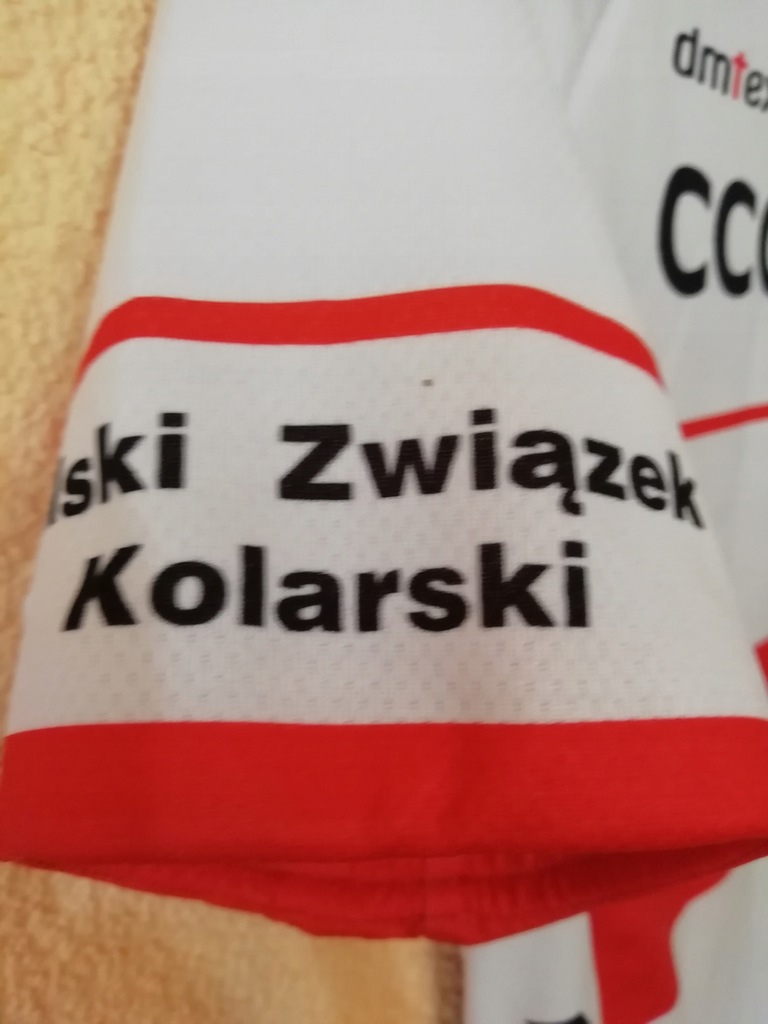 dmtex
CCC
lski Związek
Kolarski